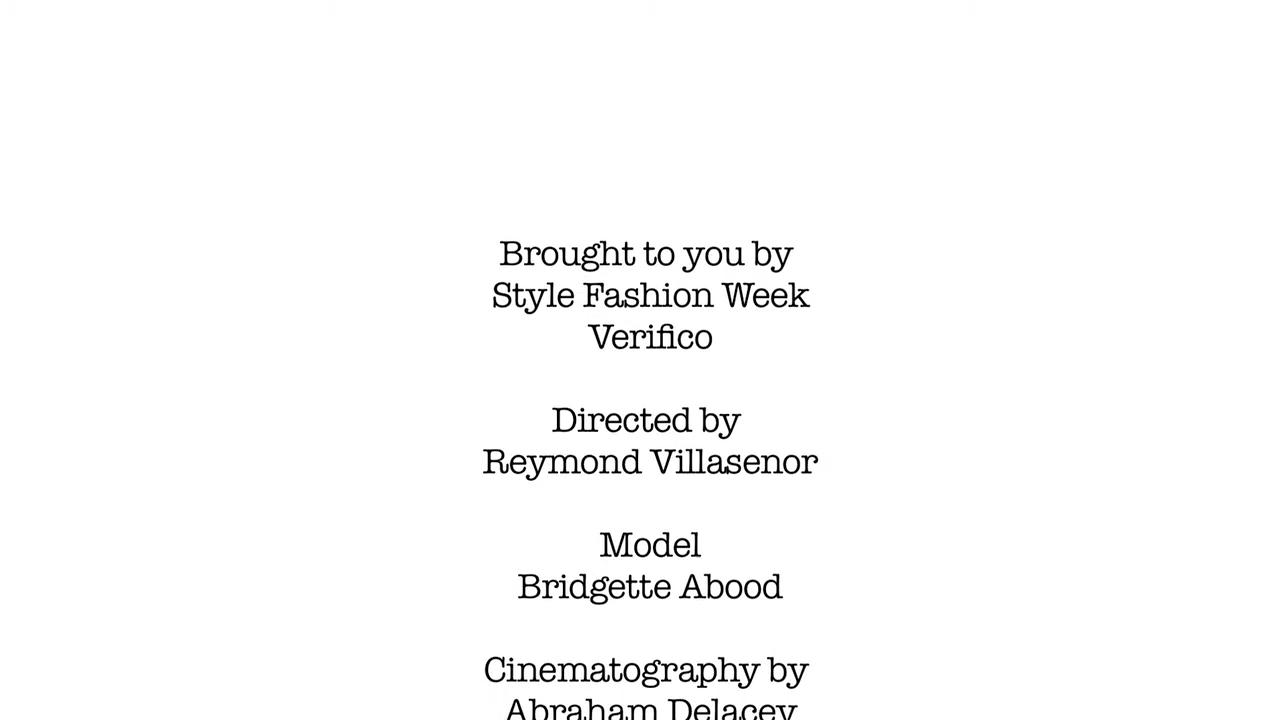 Brought to you by
Style Fashion Week
Verifico
Directed by
Reymond Villasenor
Model
Bridgette Abood
Cinematography by
Abraham Delacey